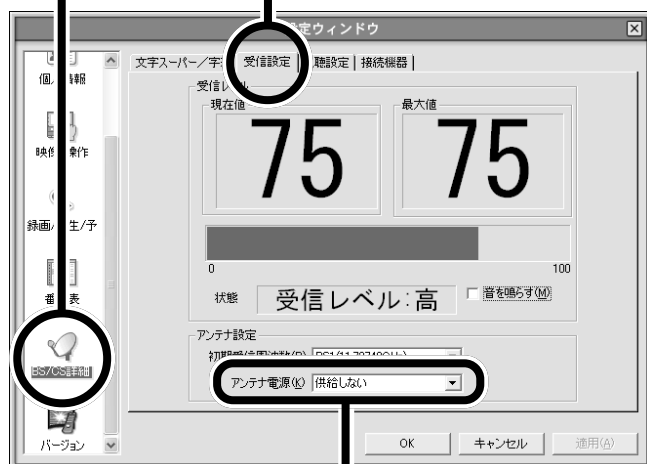 定ウィンドウ
文字スーパー/字
受信設定
聴設定
接続機器
個
情報
映像
操作
録画/
生/予
番
表
BS/CS詳細
バージョン
受信レベル
現在値
75
最大値
75
0
100
状態
受信レベル:高
音を鳴らす(M)
アンテナ設定
アンテナ電源(K)
供給しない
OK
キャンセル
適用(A)